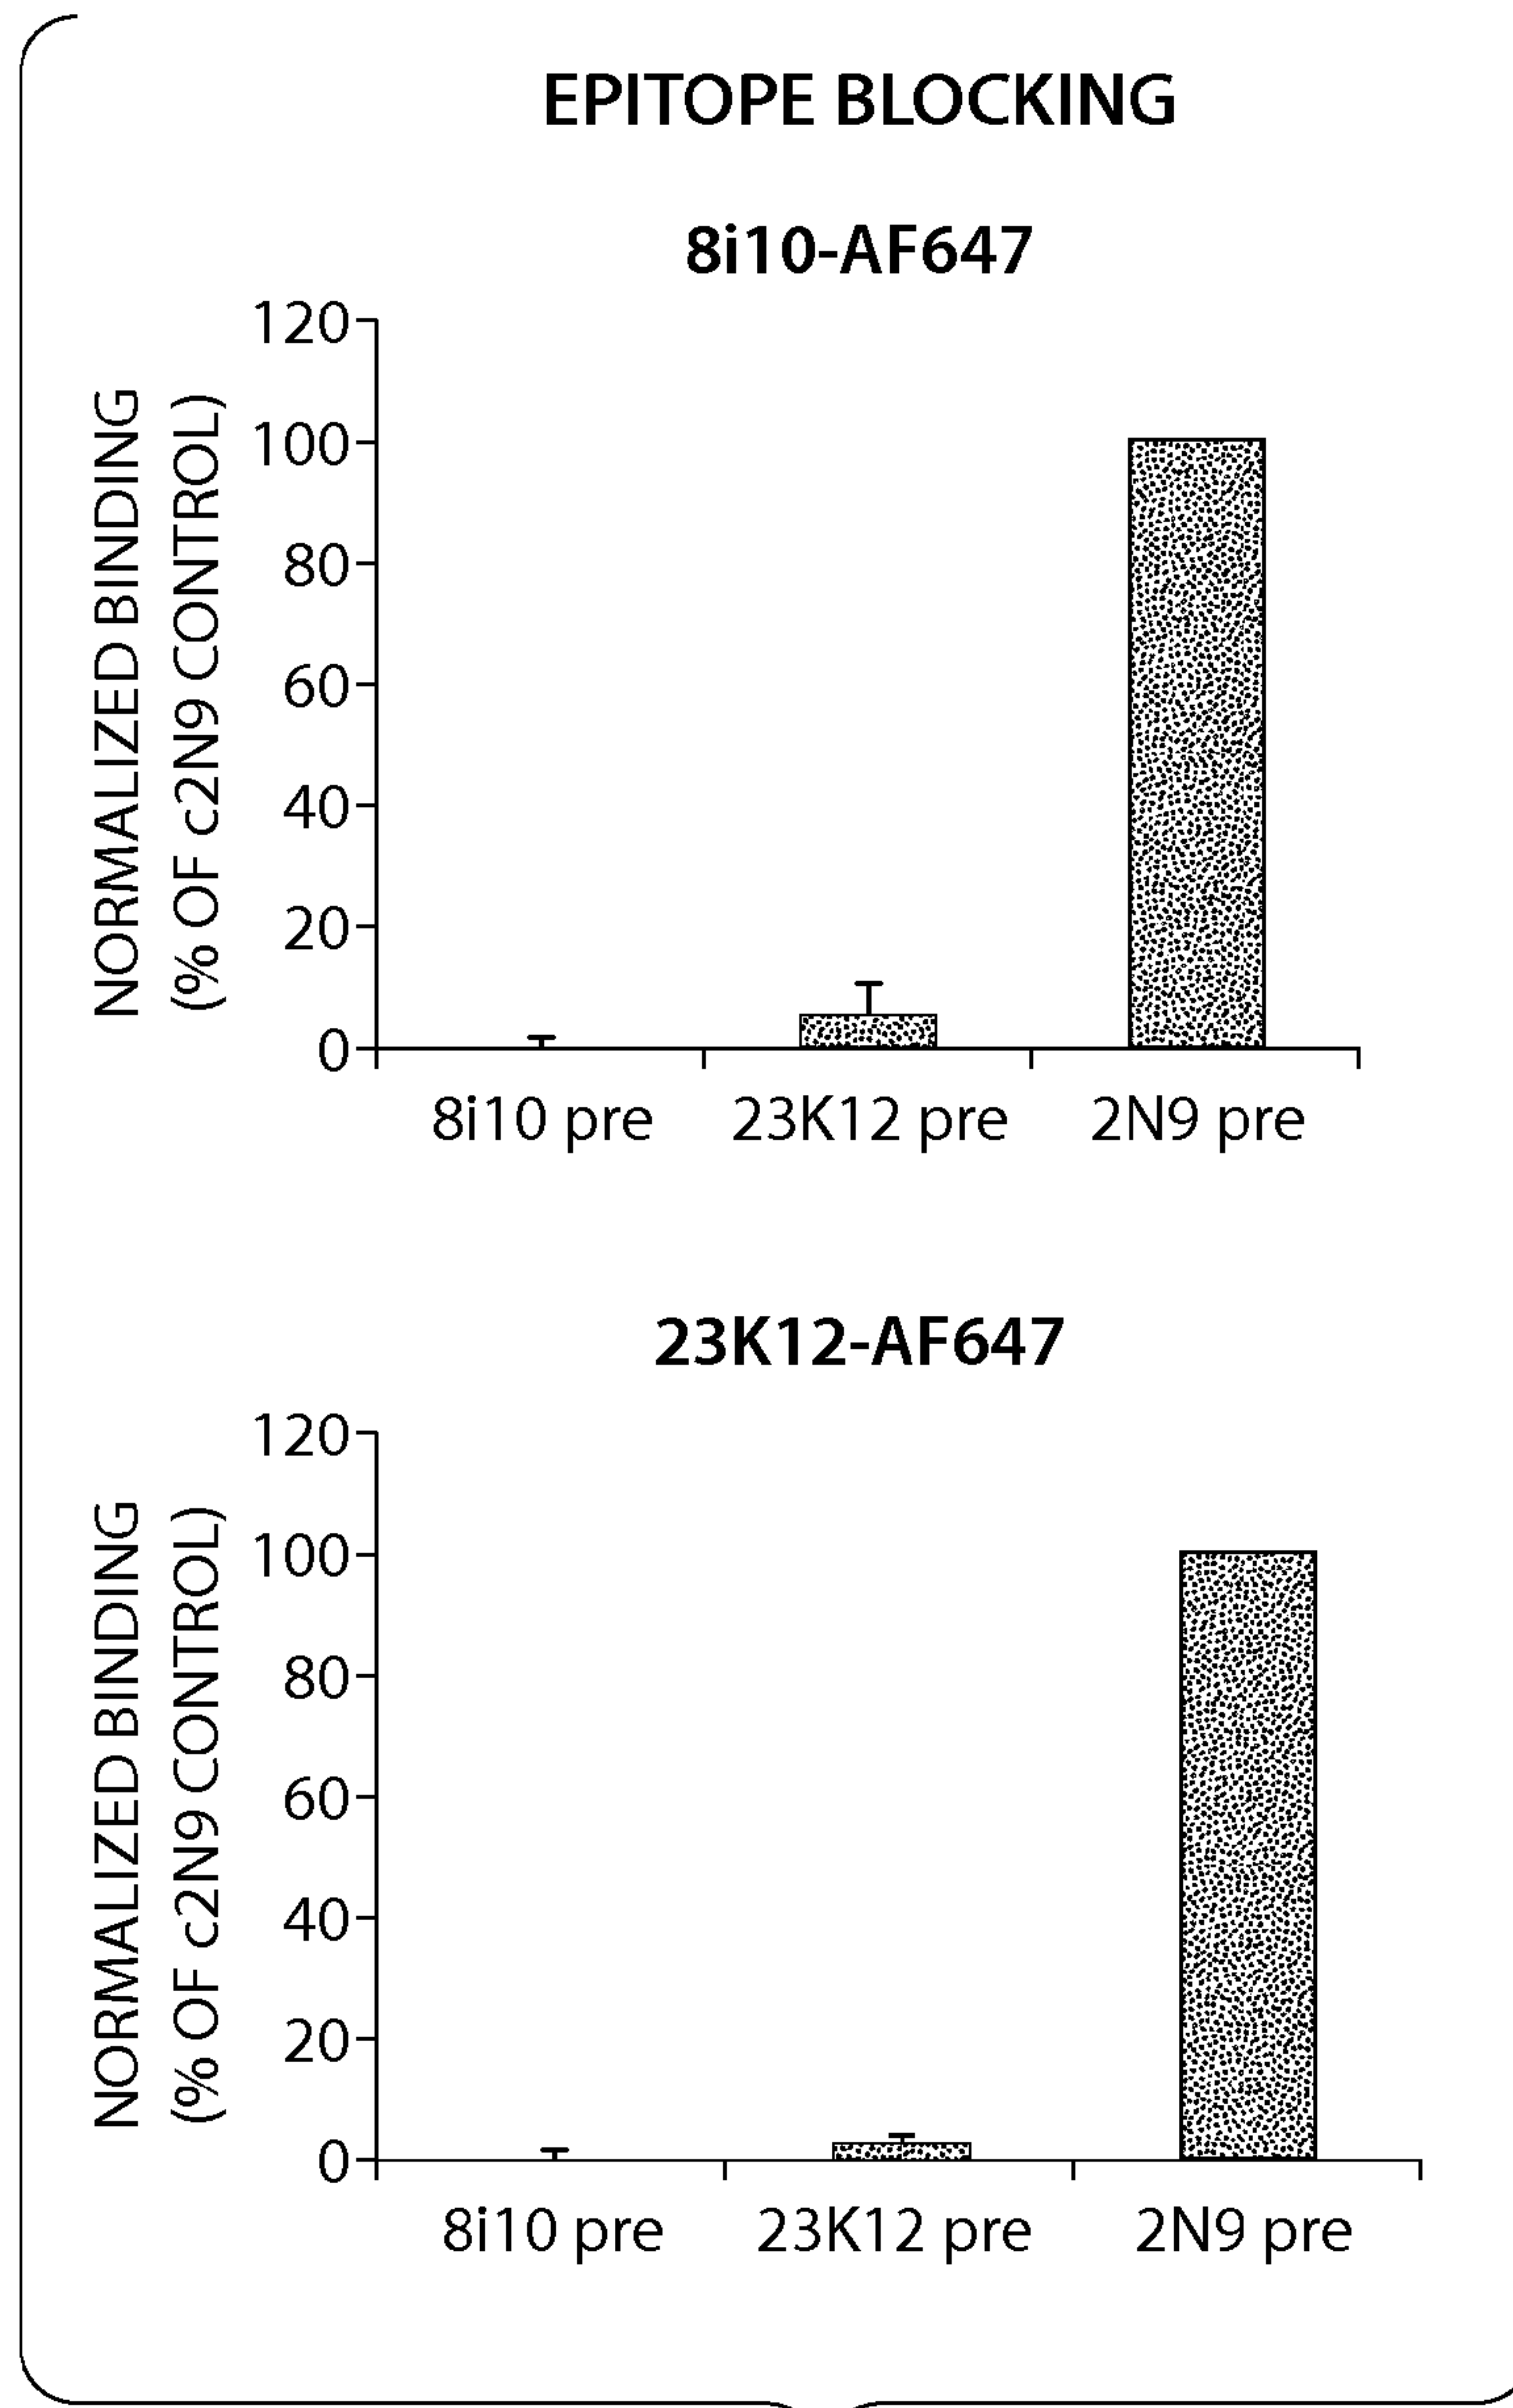 EPITOPE BLOCKING
8i10-AF647
NORMALIZED BINDING
(% OF c2N9 CONTROL)
120
100
80
60
40
20
0
8i10 pre 23K12 pre 2N9 pre
23K12-AF647
NORMALIZED BINDING
(% OF c2N9 CONTROL)
120
100
80
60
40
20
0
8i10 pre 23K12 pre 2N9 pre